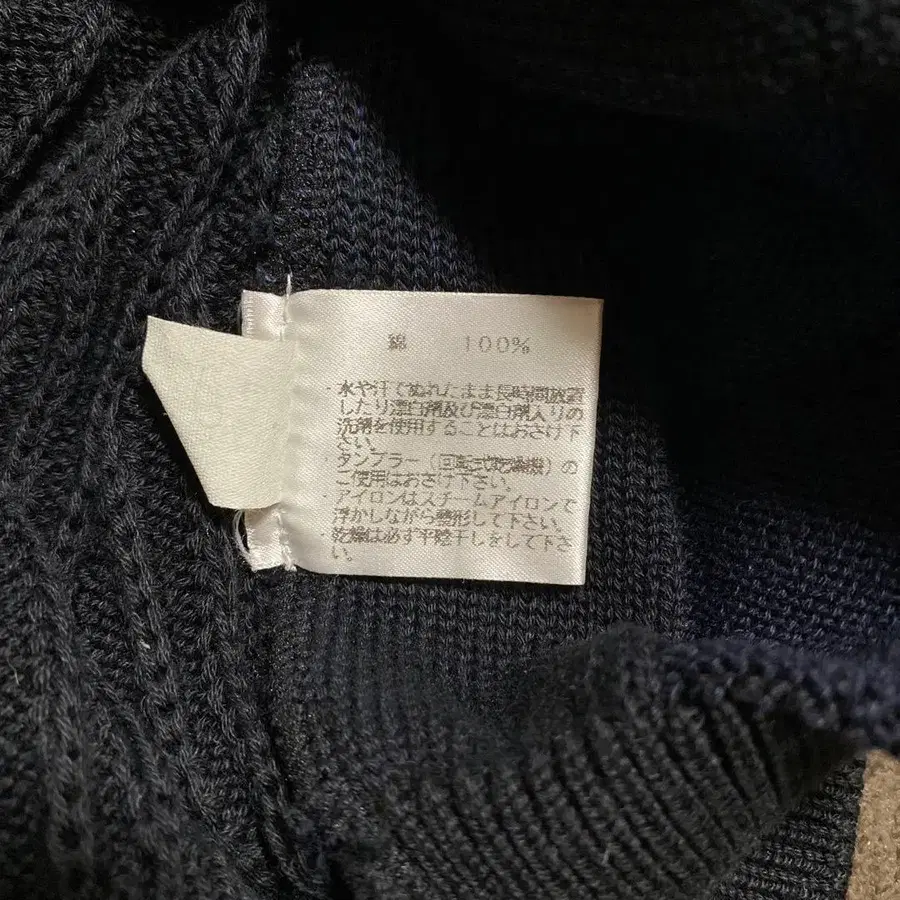 綿 100%
・水や汗でぬれたまま長時間放置
したり漂白剤及び漂白剤入りの
洗剤を使用することはおさけ下
さい。
・タンブラー（回転式乾燥機）の
ご使用はおさけ下さい。
・アイロンはスチームアイロンで
浮かしながら整形して下さい。
・乾燥は必ず平陰干しをして下さ
い。